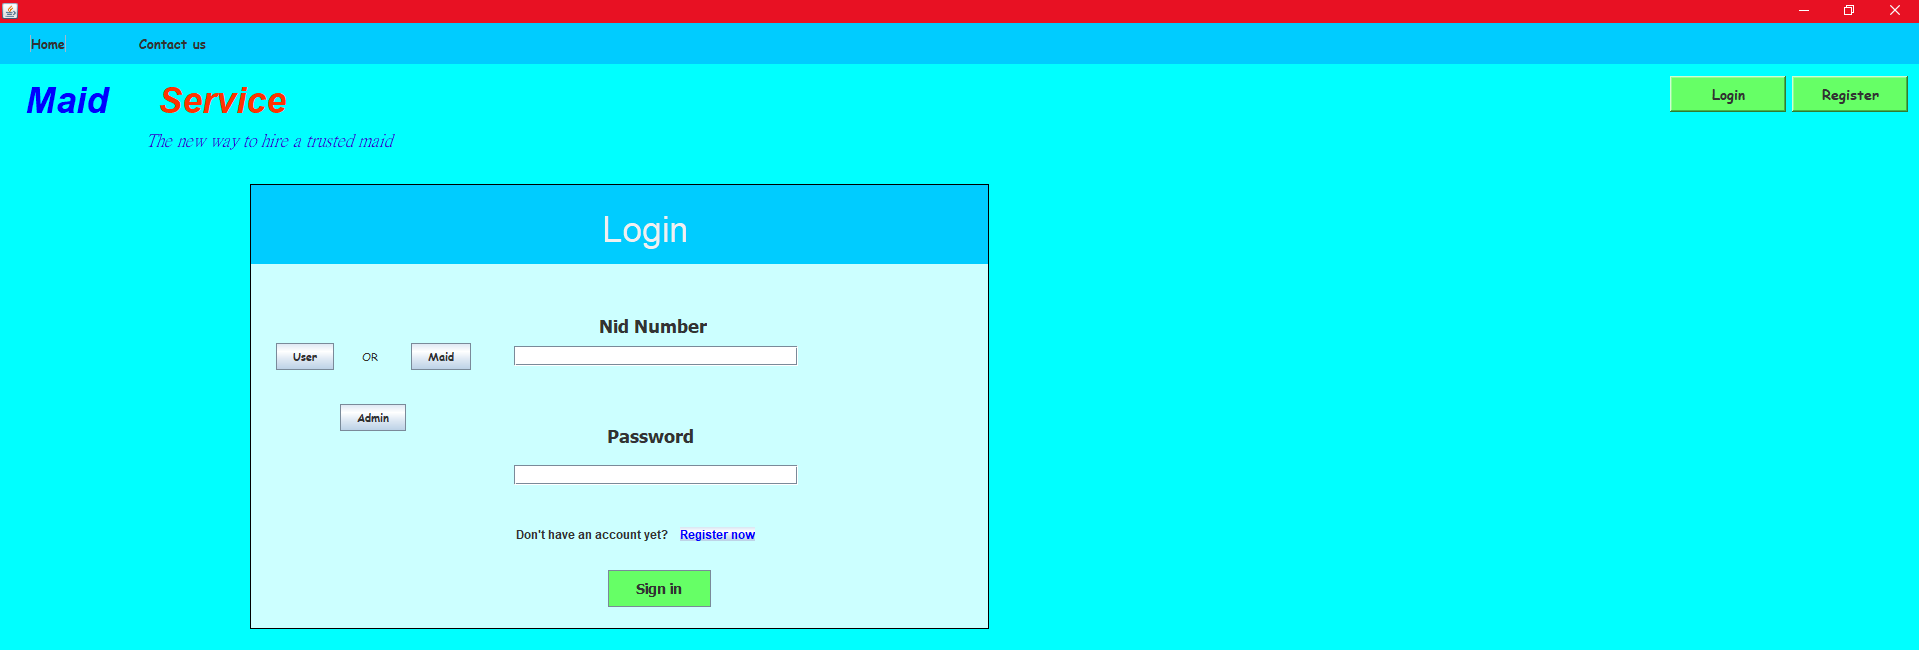 Home Contact us
Maid Service
Login Register
The new way to hire a trusted maid
Login
Nid Number
User OR Maid
Admin
Password
Don't have an account yet? Register now
Sign in